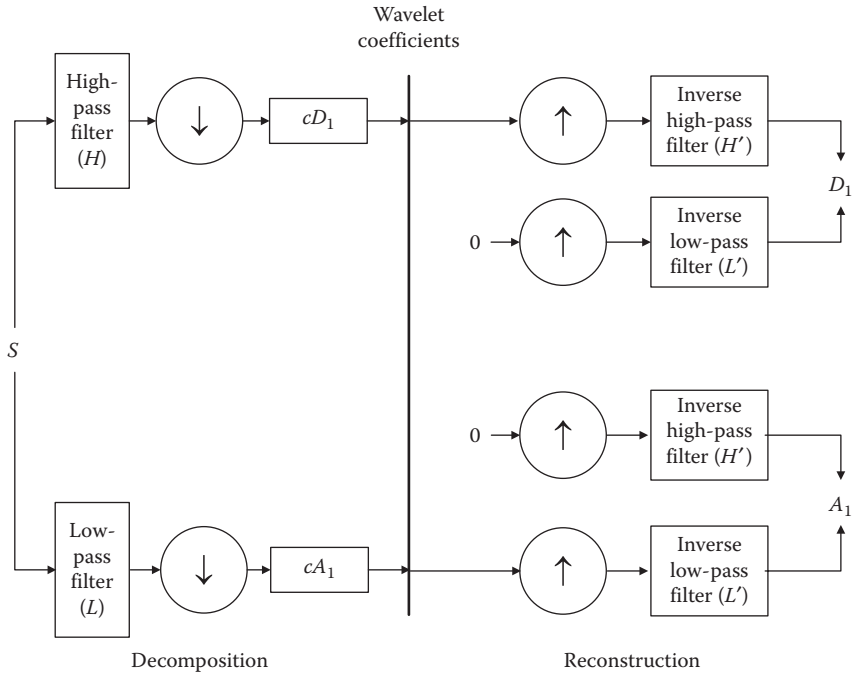 Wavelet
coefficients
High-
pass
filter
(H)
↓
cD₁
↑
Inverse
high-pass
filter (H′)
D₁
0
↑
Inverse
low-pass
filter (L′)
S
0
↑
Inverse
high-pass
filter (H′)
A₁
Low-
pass
filter
(L)
↓
cA₁
↑
Inverse
low-pass
filter (L′)
Decomposition
Reconstruction